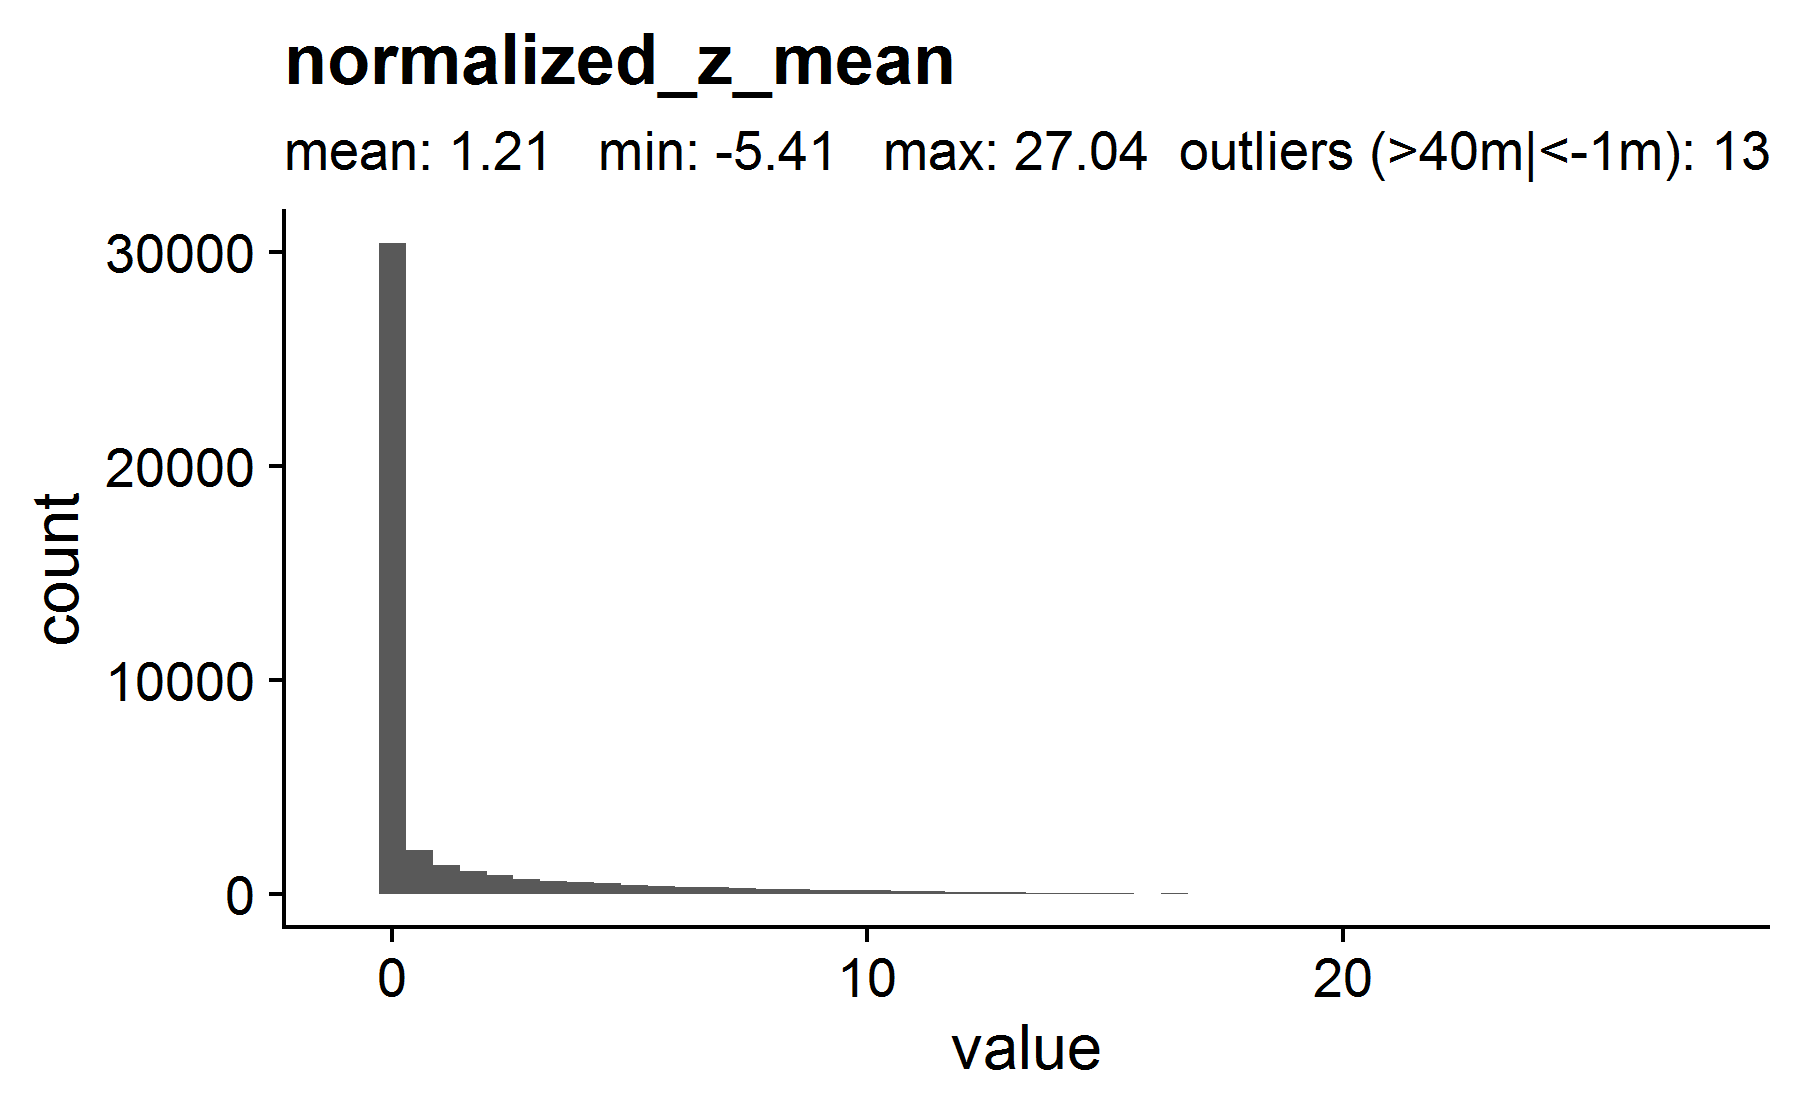 normalized_z_mean
mean: 1.21 min: -5.41 max: 27.04 outliers (>40m|<-1m): 13
30000
20000
10000
0
count
0 10 20
value